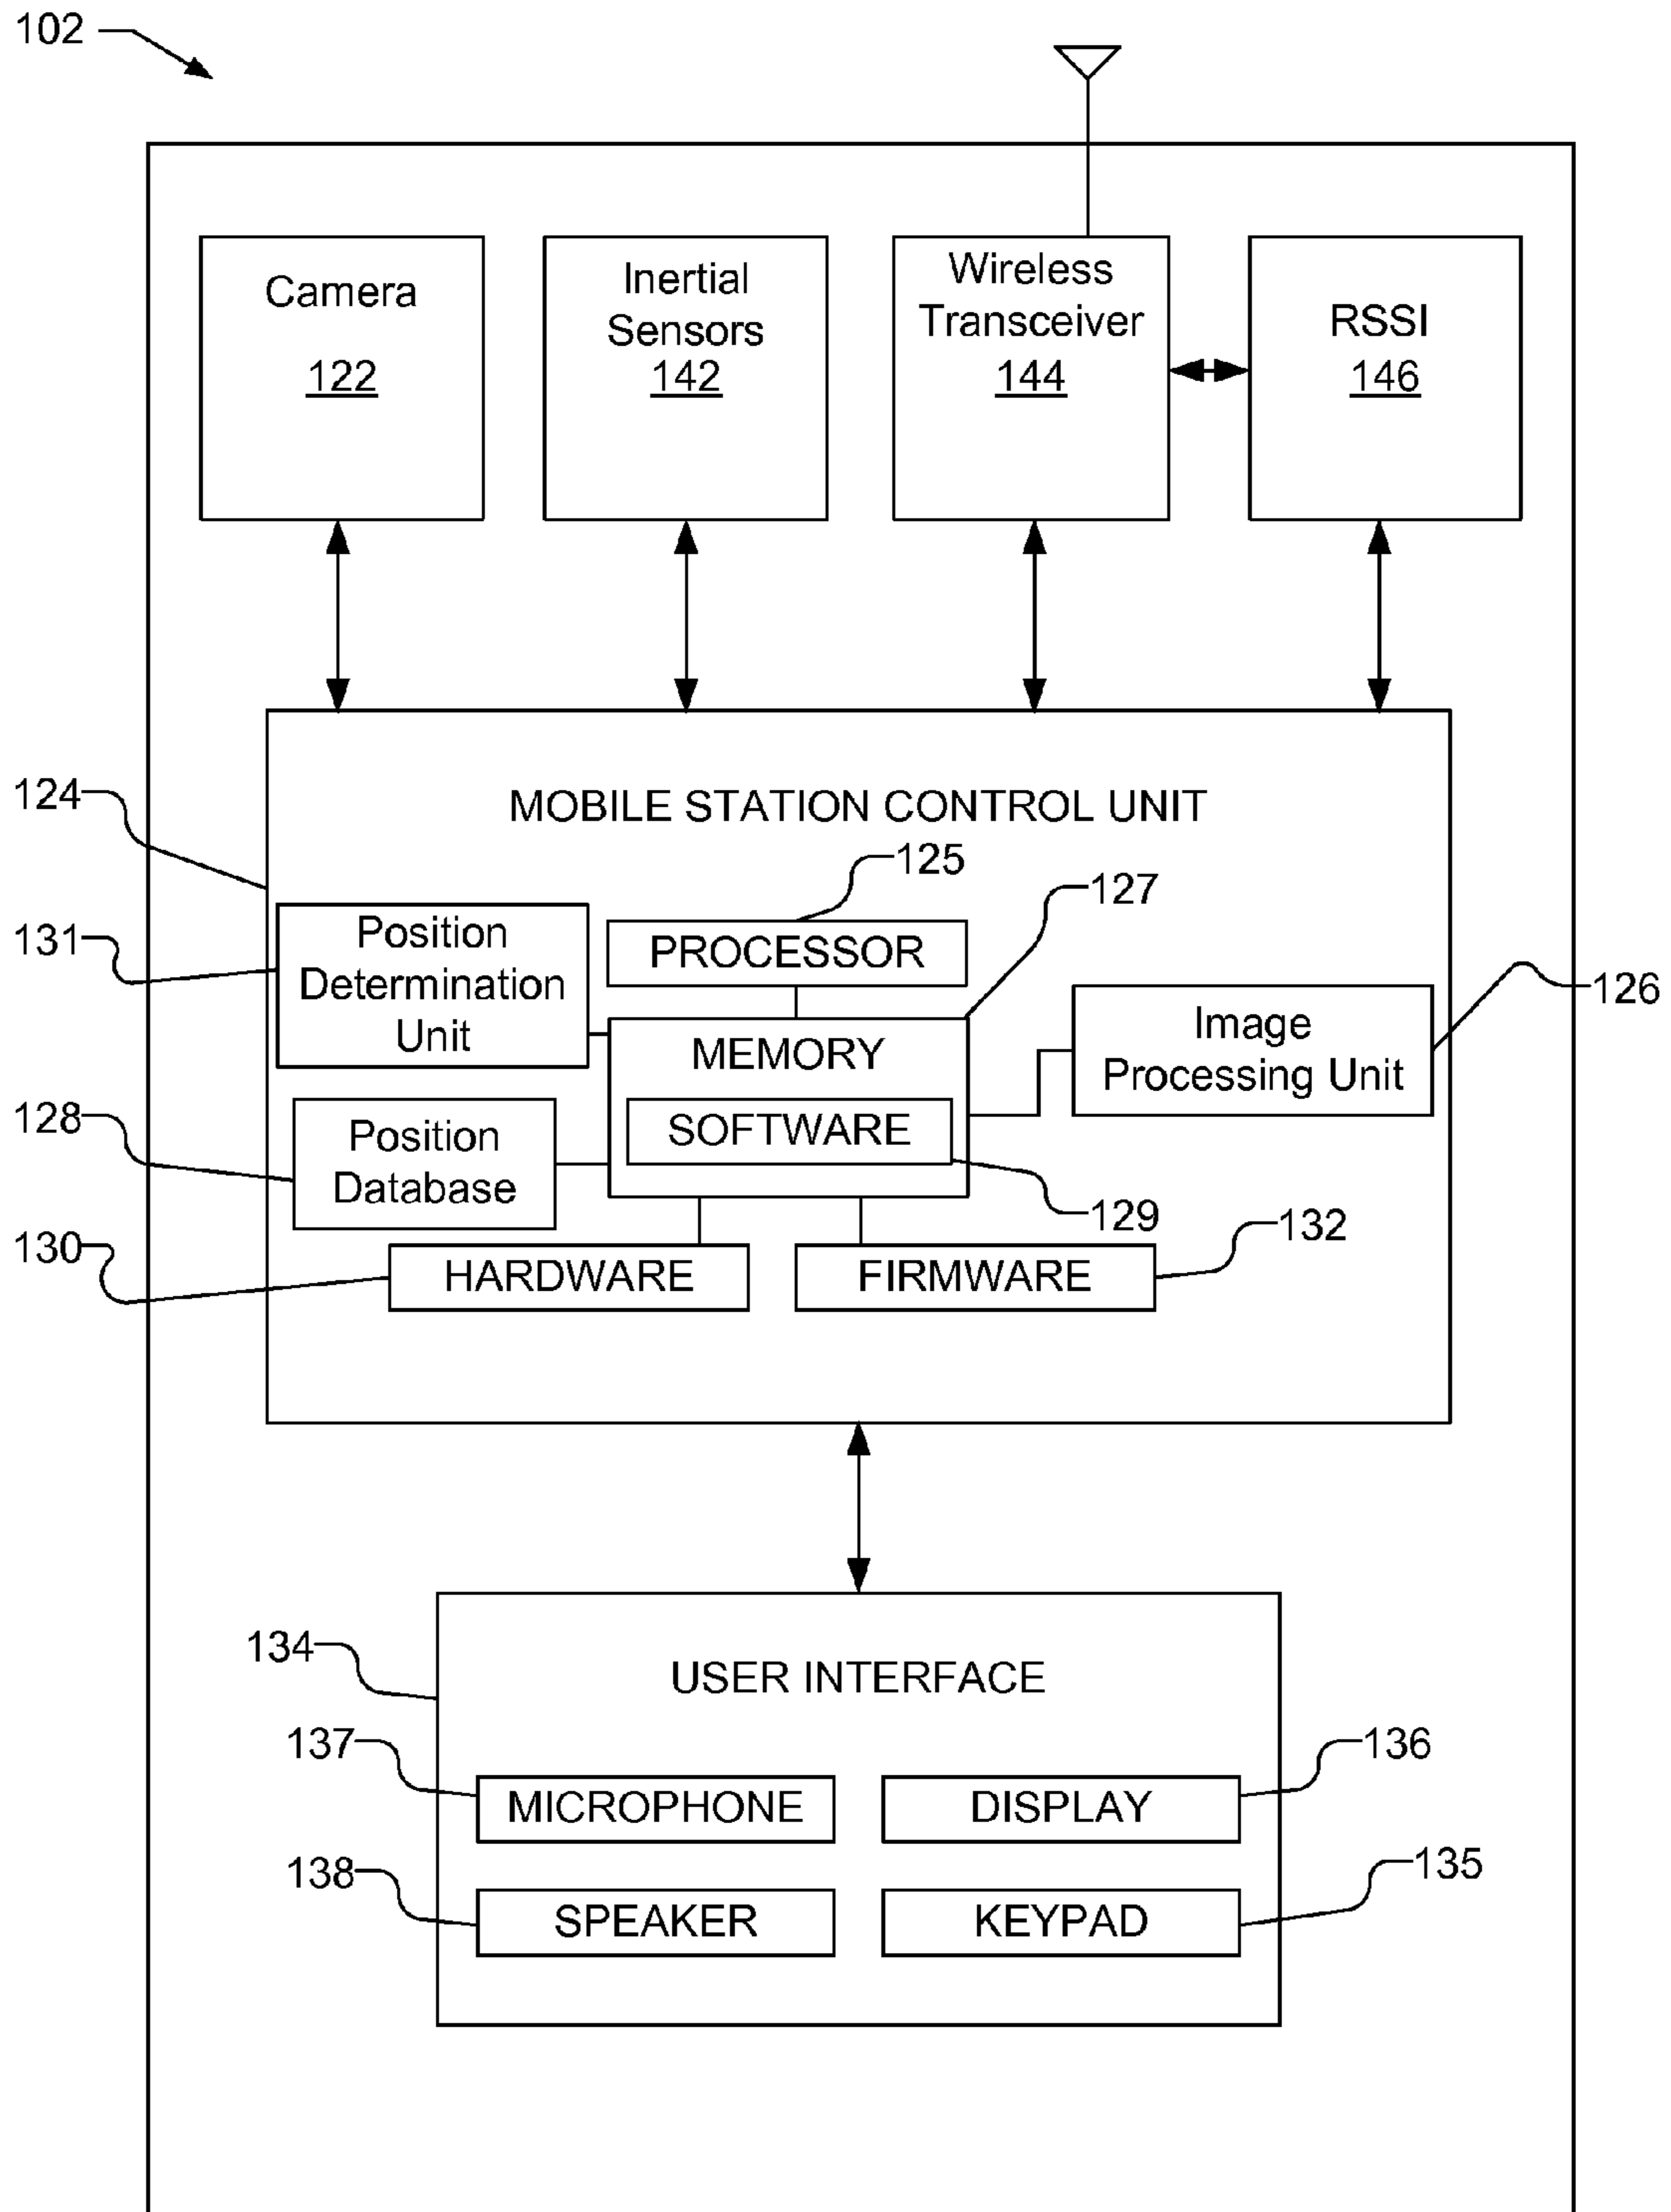 102
Camera
122
Inertial
Sensors
142
Wireless
Transceiver
144
RSSI
146
124
MOBILE STATION CONTROL UNIT
125
127
131
Position
Determination
Unit
PROCESSOR
126
Image
Processing Unit
MEMORY
SOFTWARE
128
Position
Database
129
130
132
HARDWARE
FIRMWARE
134
USER INTERFACE
137
136
MICROPHONE
DISPLAY
138
135
SPEAKER
KEYPAD